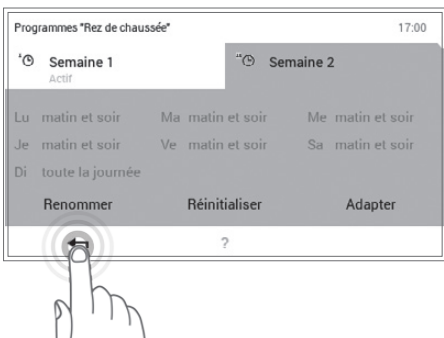 Programmes "Rez de chaussée" 17:00
Semaine 1 Semaine 2
Actif
Lu matin et soir Ma matin et soir Me matin et soir
Je matin et soir Ve matin et soir Sa matin et soir
Di toute la journée
Renommer Réinitialiser Adapter
?